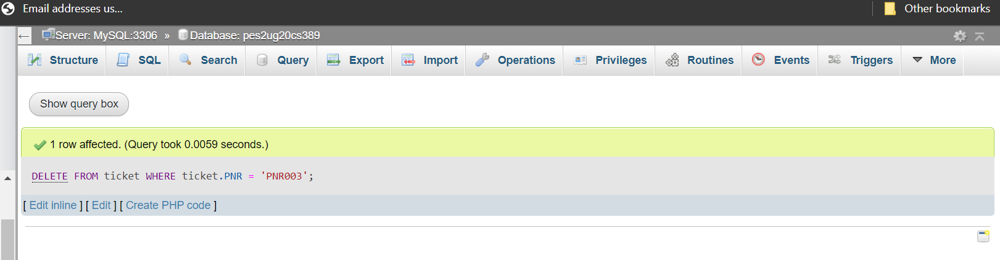 Email addresses us...
Other bookmarks
← Server: MySQL:3306 » Database: pes2ug20cs389
Structure SQL Search Query Export Import Operations Privileges Routines Events Triggers More
Show query box
1 row affected. (Query took 0.0059 seconds.)
DELETE FROM ticket WHERE ticket.PNR = 'PNR003';
[ Edit inline ] [ Edit ] [ Create PHP code ]